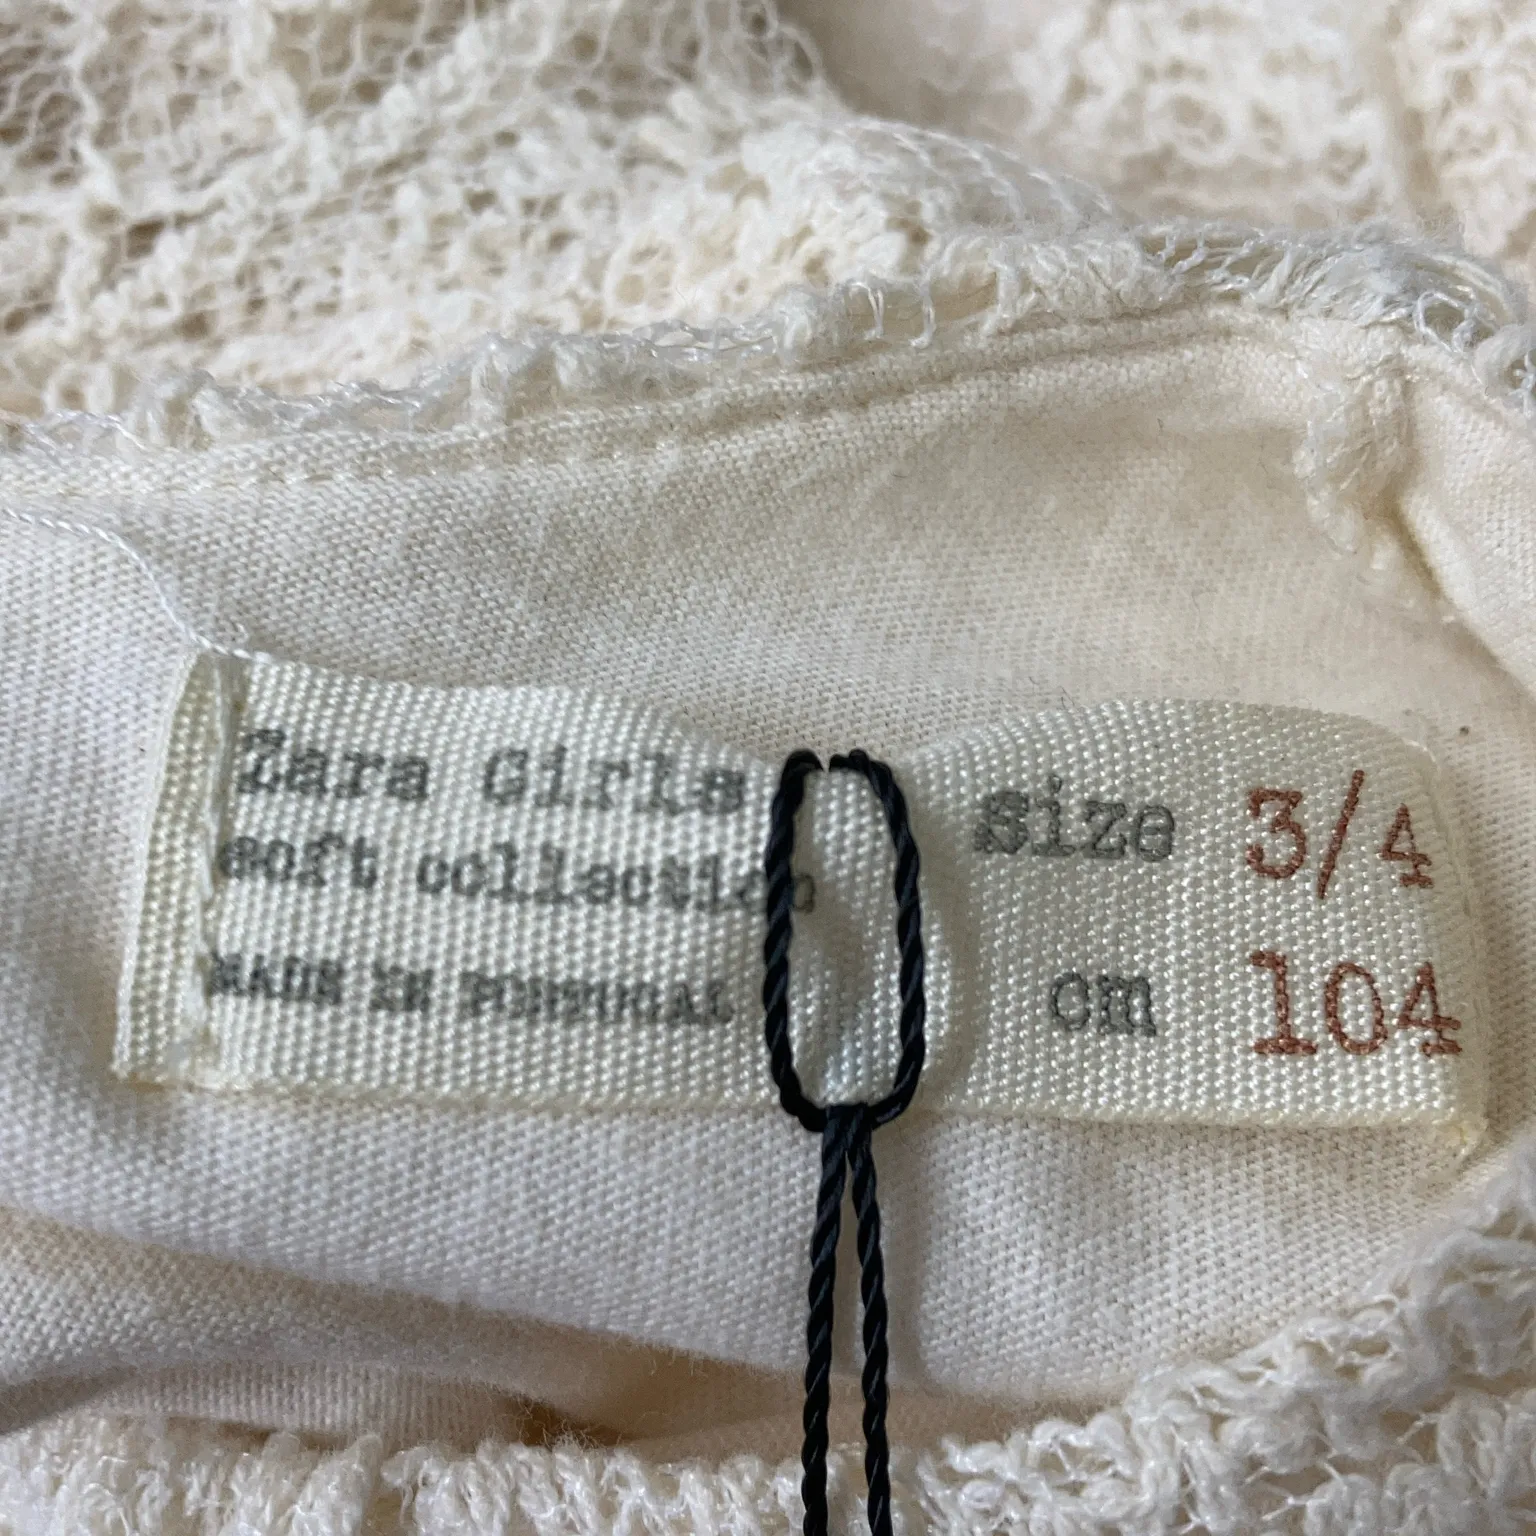 Zara Girls
soft collection
MADE IN PORTUGAL
size 3/4
cm 104